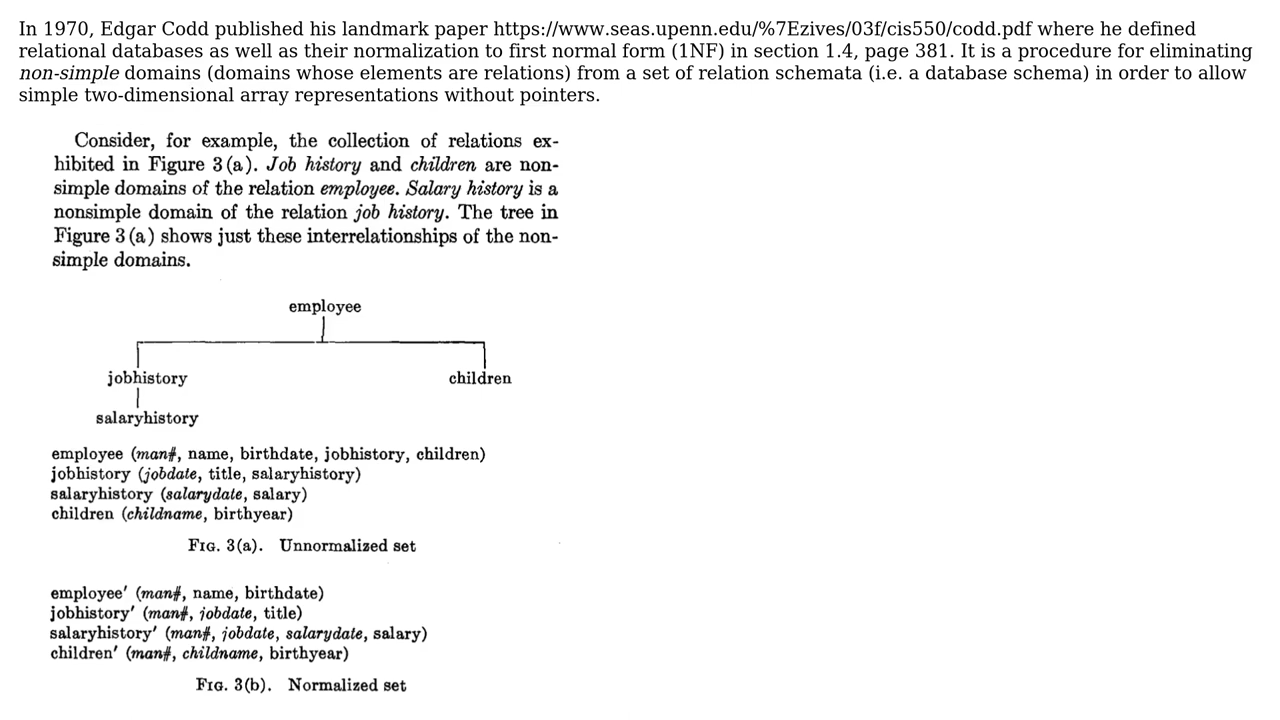 In 1970, Edgar Codd published his landmark paper https://www.seas.upenn.edu/%7Ezives/03f/cis550/codd.pdf where he defined
relational databases as well as their normalization to first normal form (1NF) in section 1.4, page 381. It is a procedure for eliminating
non-simple domains (domains whose elements are relations) from a set of relation schemata (i.e. a database schema) in order to allow
simple two-dimensional array representations without pointers.
Consider, for example, the collection of relations ex-
hibited in Figure 3 (a). Job history and children are non-
simple domains of the relation employee. Salary history is a
nonsimple domain of the relation job history. The tree in
Figure 3 (a) shows just these interrelationships of the non-
simple domains.
employee
jobhistory children
salaryhistory
employee (man#, name, birthdate, jobhistory, children)
jobhistory (jobdate, title, salaryhistory)
salaryhistory (salarydate, salary)
children (childname, birthyear)
FIG. 3(a). Unnormalized set
employee′ (man#, name, birthdate)
jobhistory′ (man#, jobdate, title)
salaryhistory′ (man#, jobdate, salarydate, salary)
children′ (man#, childname, birthyear)
FIG. 3(b). Normalized set